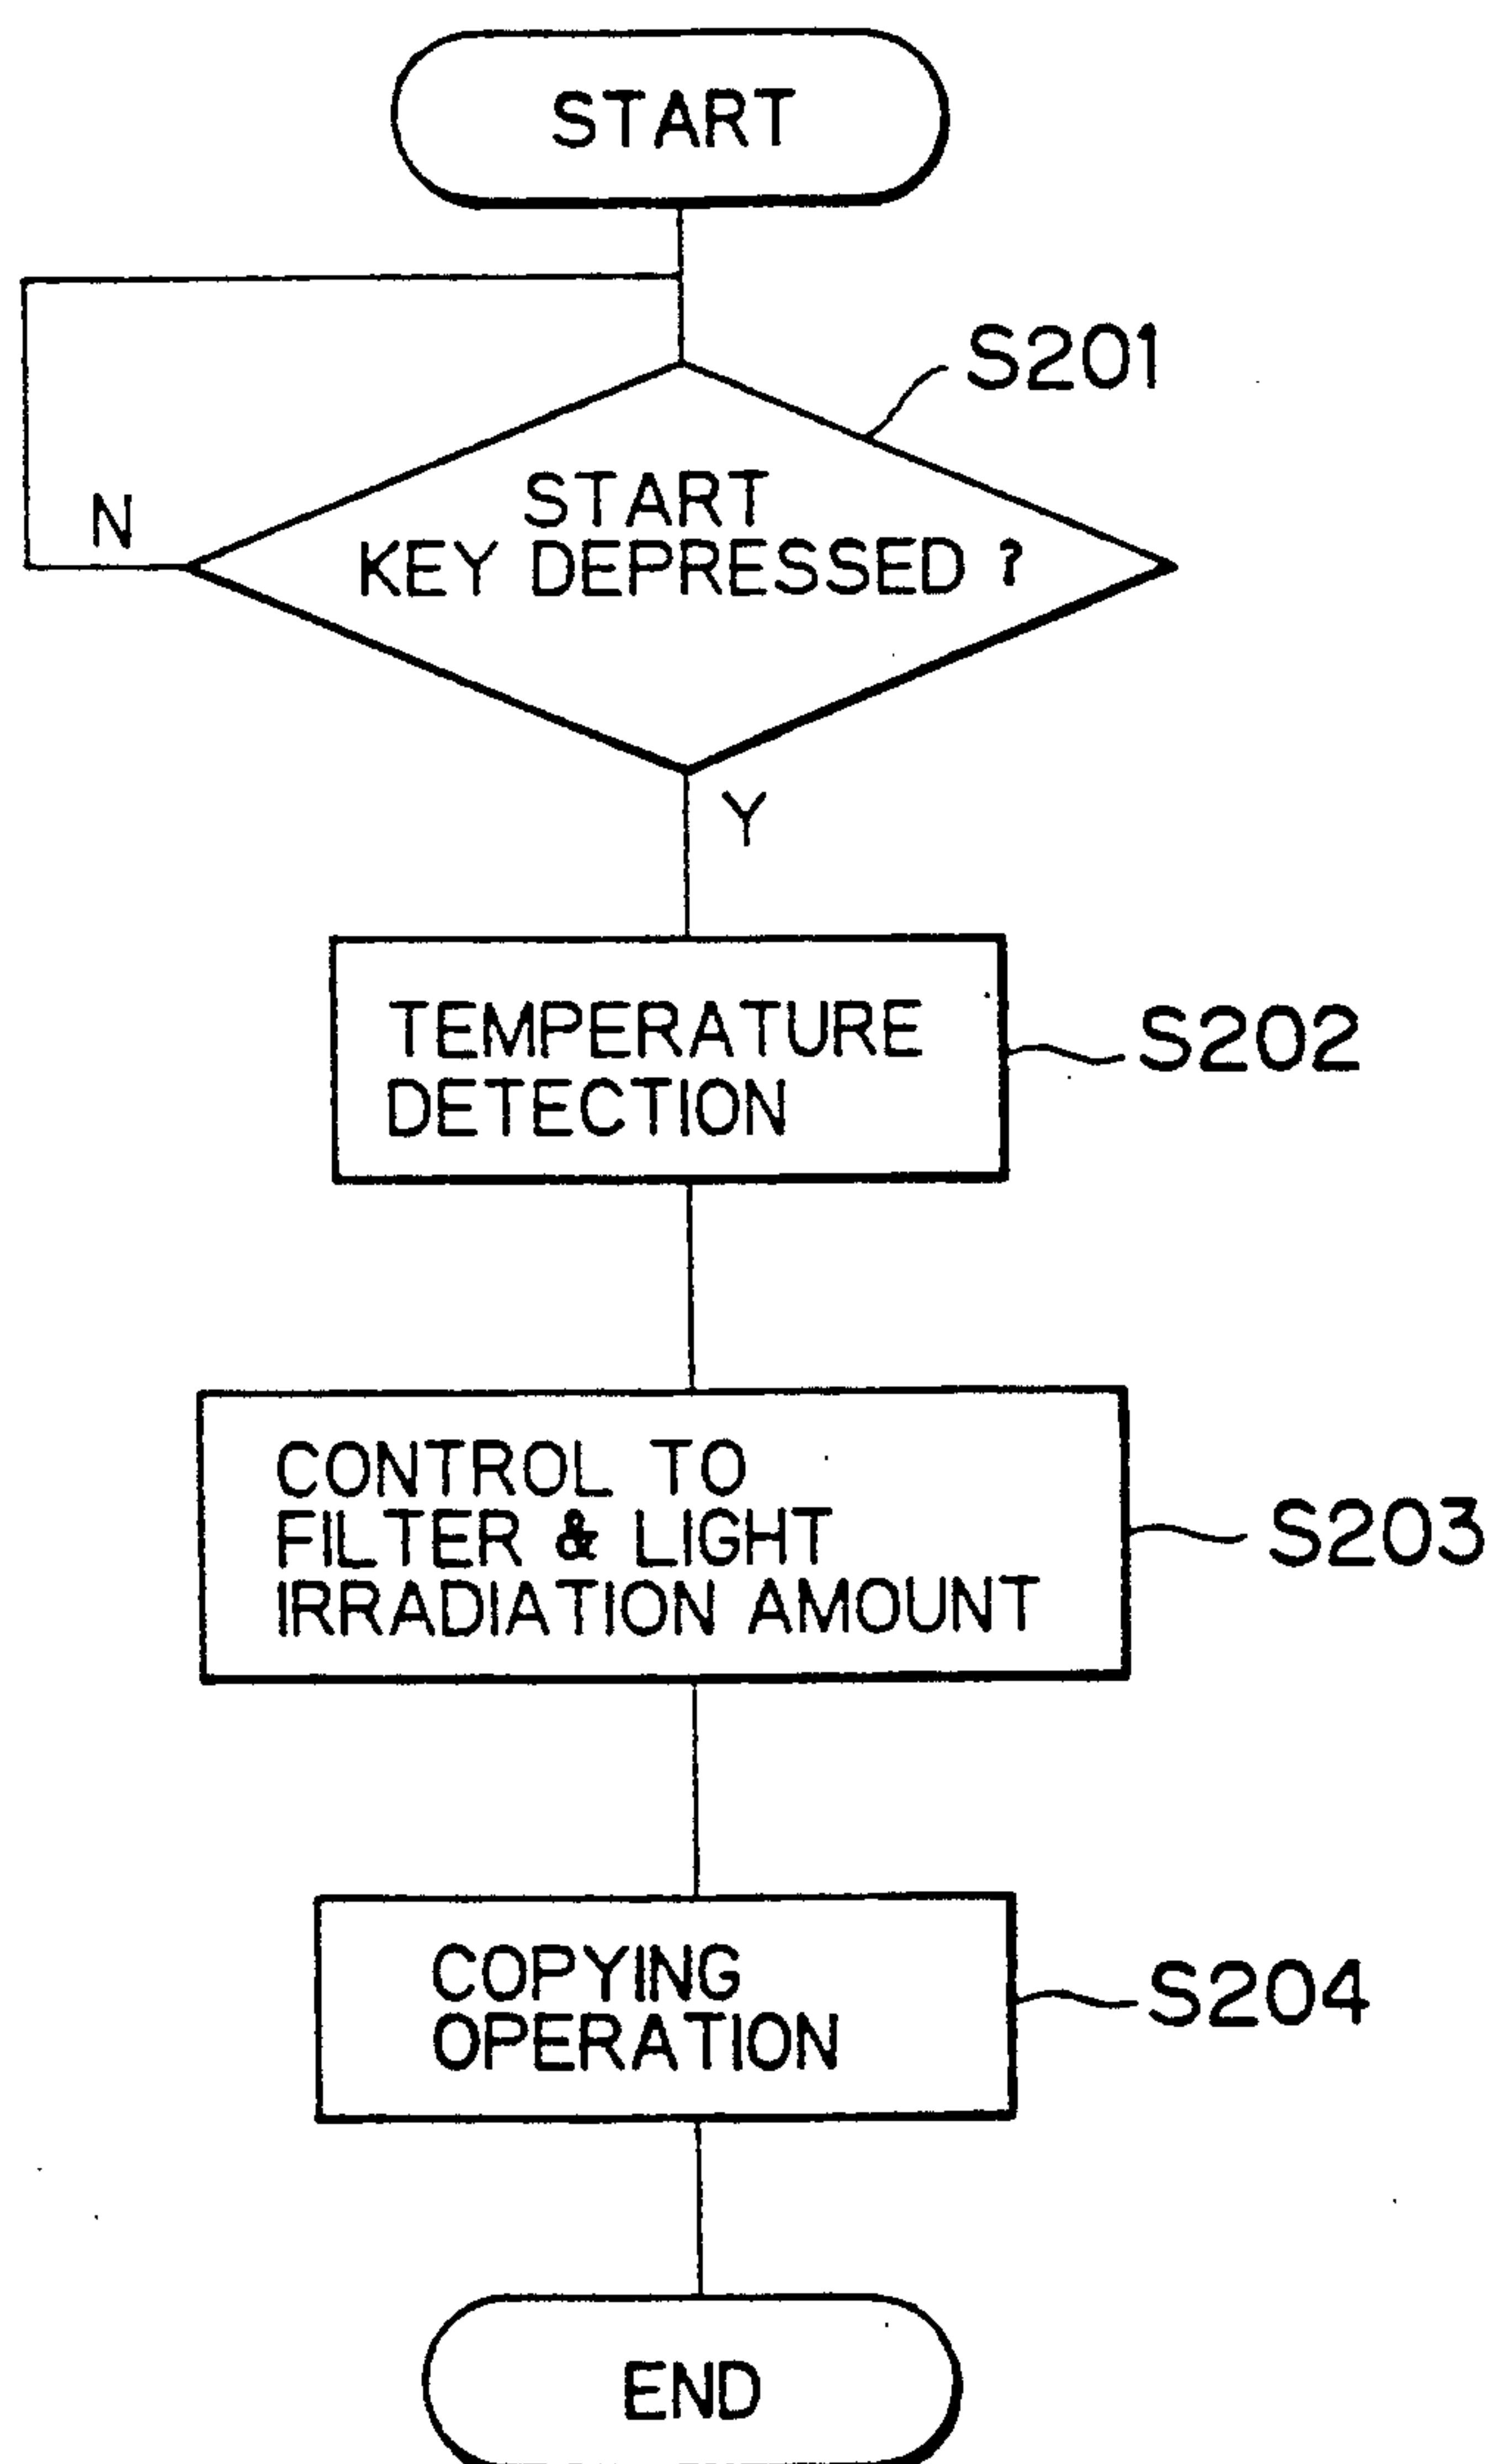 START
S201
START
N
KEY DEPRESSED ?
Y
TEMPERATURE
S202
DETECTION
CONTROL TO
FILTER & LIGHT
S203
IRRADIATION AMOUNT
COPYING
S204
OPERATION
END